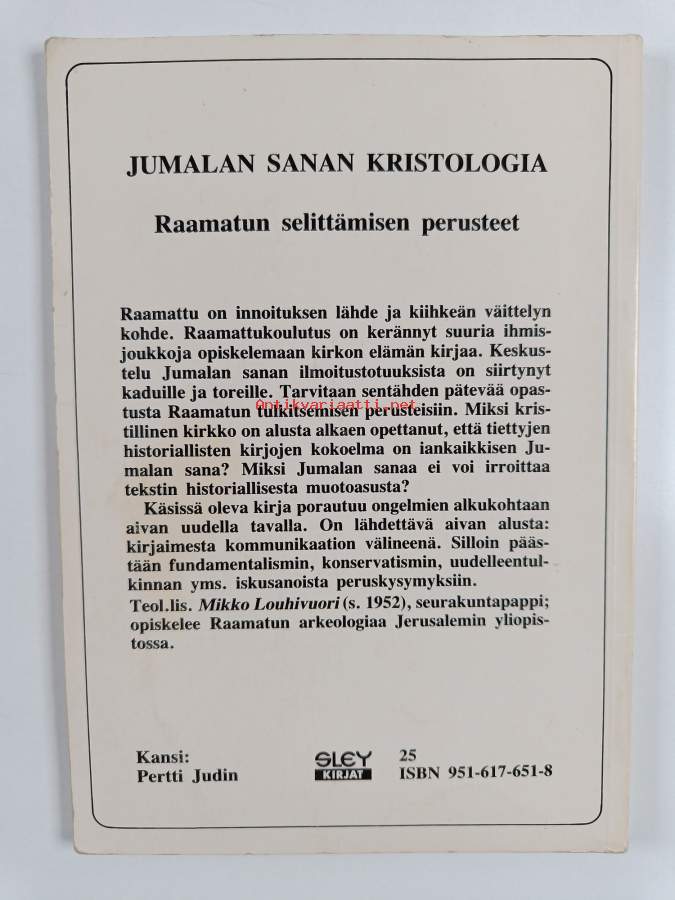 JUMALAN SANAN KRISTOLOGIA
Raamatun selittämisen perusteet
Raamattu on innoituksen lähde ja kiihkeän väittelyn
kohde. Raamattukoulutus on kerännyt suuria ihmis-
joukkoja opiskelemaan kirkon elämän kirjaa. Keskus-
telu Jumalan sanan ilmoitustotuuksista on siirtynyt
kaduille ja toreille. Tarvitaan sentähden pätevää opas-
tusta Raamatun tulkitsemisen perusteisiin. Miksi kris-
Antikvariaatti.net
tillinen kirkko on alusta alkaen opettanut, että tiettyjen
historiallisten kirjojen kokoelma on iankaikkisen Ju-
malan sana? Miksi Jumalan sanaa ei voi irroittaa
tekstin historiallisesta muotoasusta?
Käsissä oleva kirja porautuu ongelmien alkukohtaan
aivan uudella tavalla. On lähdettävä aivan alusta:
kirjaimesta kommunikaation välineenä. Silloin pääs-
tään fundamentalismin, konservatismin, uudelleentul-
kinnan yms. iskusanoista peruskysymyksiin.
Teol.lis. Mikko Louhivuori (s. 1952), seurakuntapappi;
opiskelee Raamatun arkeologiaa Jerusalemin yliopis-
tossa.
Kansi:
Pertti Judin
SLEY
KIRJAT
25
ISBN 951-617-651-8